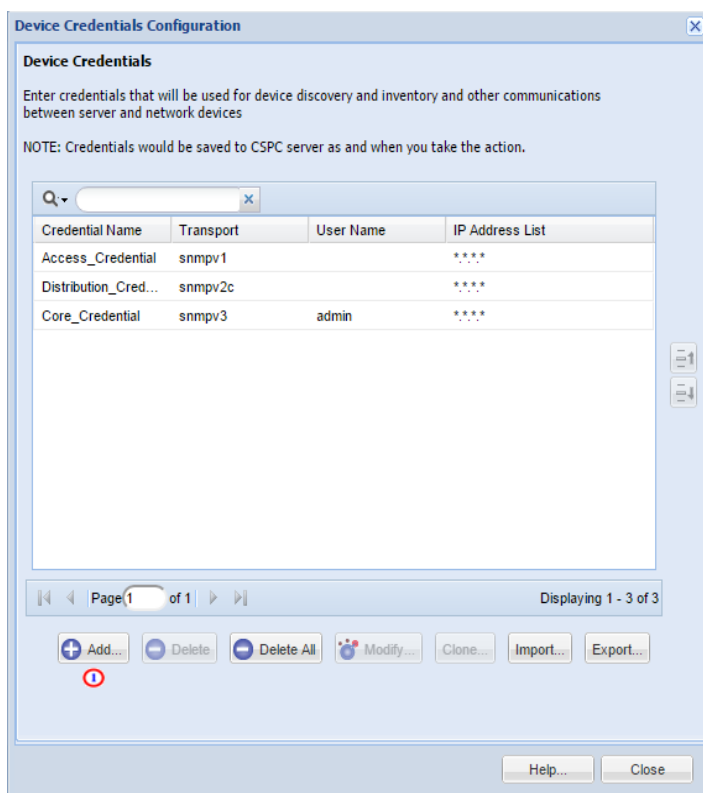 Device Credentials Configuration
Device Credentials
Enter credentials that will be used for device discovery and inventory and other communications
between server and network devices
NOTE: Credentials would be saved to CSPC server as and when you take the action.
Credential Name Transport User Name IP Address List
Access_Credential snmpv1 *.*.*.*
Distribution_Cred... snmpv2c *.*.*.*
Core_Credential snmpv3 admin *.*.*.*
Page 1 of 1 Displaying 1 - 3 of 3
Add... Delete Delete All Modify... Clone... Import... Export...
1
Help... Close